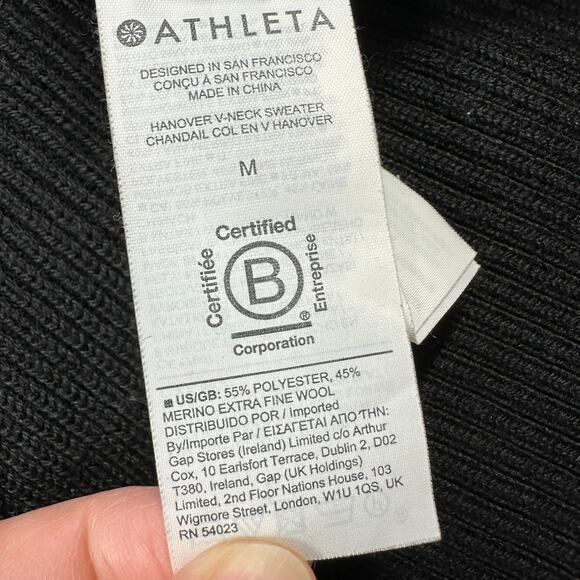 ATHLETA
DESIGNED IN SAN FRANCISCO
CONÇU À SAN FRANCISCO
MADE IN CHINA
HANOVER V-NECK SWEATER
CHANDAIL COL EN V HANOVER
M
Certified
Certifiée
B
Entreprise
®
Corporation
US/GB: 55% POLYESTER, 45%
MERINO EXTRA FINE WOOL
DISTRIBUIDO POR / Imported
By/Importe Par / ΕΙΣΑΓΕΤΑΙ ΑΠΟ ΤΗΝ:
Gap Stores (Ireland) Limited c/o Arthur
Cox, 10 Earlsfort Terrace, Dublin 2, D02
T380, Ireland, Gap (UK Holdings)
Limited, 2nd Floor Nations House, 103
Wigmore Street, London, W1U 1QS, UK
RN 54023